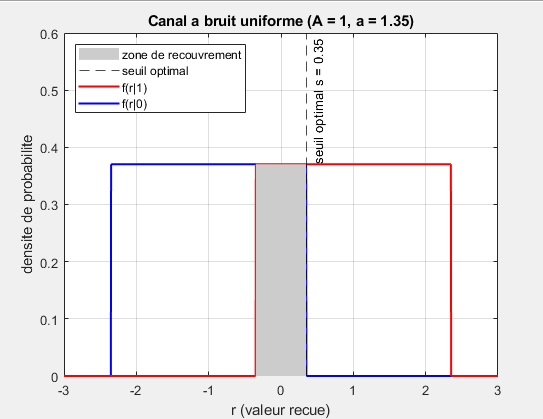 Canal a bruit uniforme (A = 1, a = 1.35)
0.6
0.5
0.4
0.3
0.2
0.1
0
densite de probabilite
zone de recouvrement
seuil optimal
f(r|1)
f(r|0)
seuil optimal s = 0.35
-3
-2
-1
0
1
2
3
r (valeur recue)